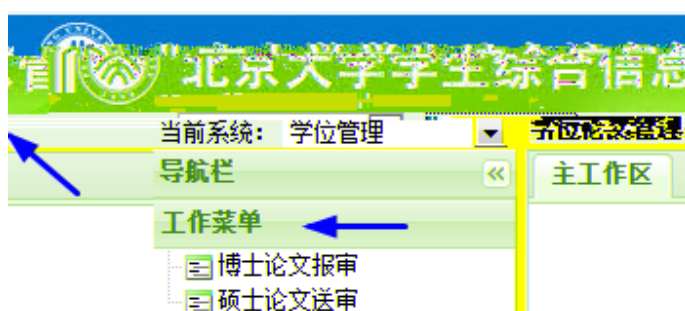 北京大学学生综合信息
当前系统: 学位管理
导航栏
主工作区
工作菜单
博士论文报审
硕士论文送审